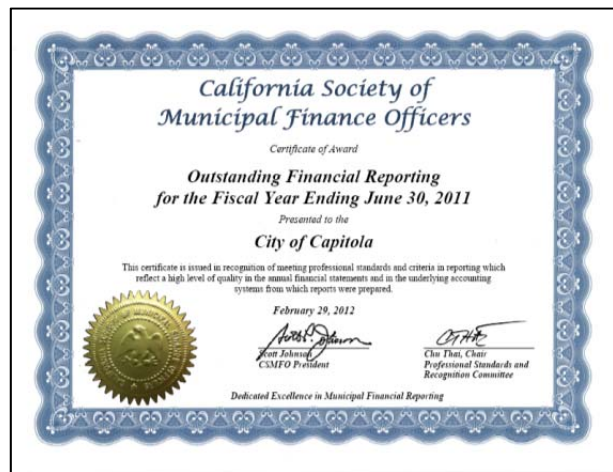 California Society of
Municipal Finance Officers
Certificate of Award
Outstanding Financial Reporting
for the Fiscal Year Ending June 30, 2011
Presented to the
City of Capitola
This certificate is issued in recognition of meeting professional standards and criteria in reporting which
reflect a high level of quality in the annual financial statements and in the underlying accounting
systems from which reports were prepared.
February 29, 2012
Scott Johnson
CSMFO President
Chu Thai, Chair
Professional Standards and
Recognition Committee
Dedicated Excellence in Municipal Financial Reporting